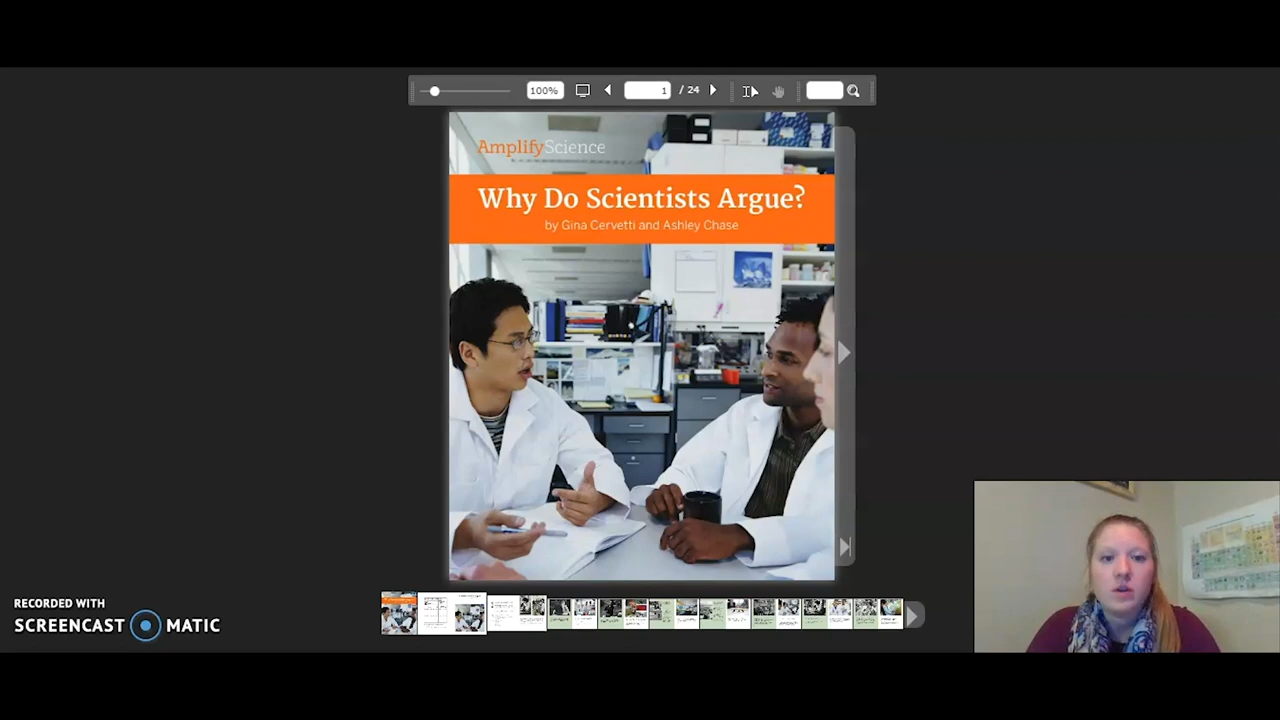 100%
1
/ 24
AmplifyScience
Why Do Scientists Argue?
by Gina Cervetti and Ashley Chase
RECORDED WITH
SCREENCAST MATIC